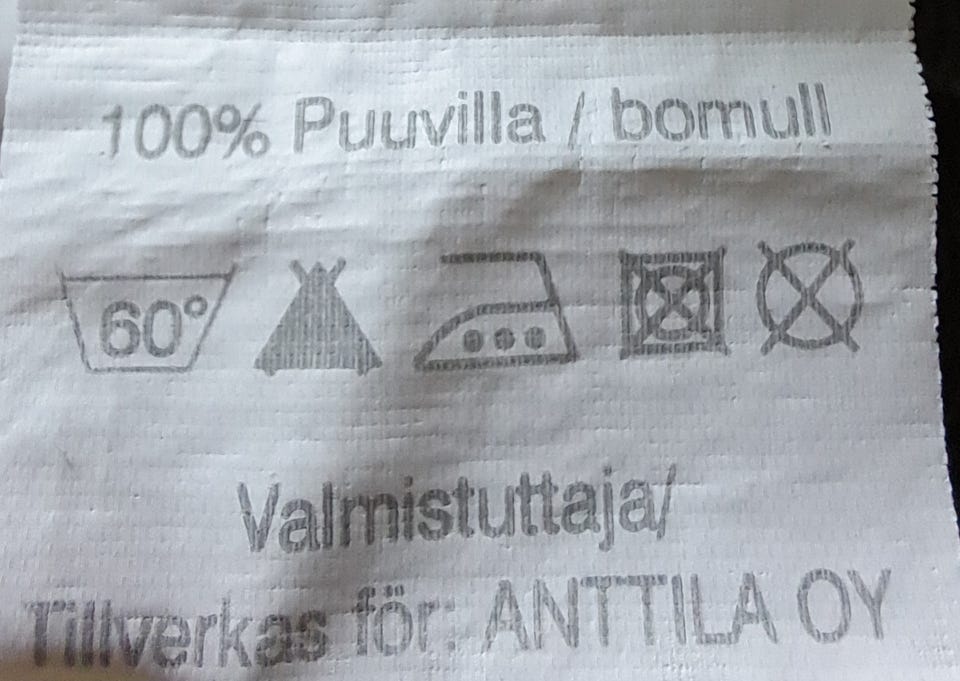 100% Puuvilla / bomull
60°
Valmistuttaja/
Tillverkas för: ANTTILA OY